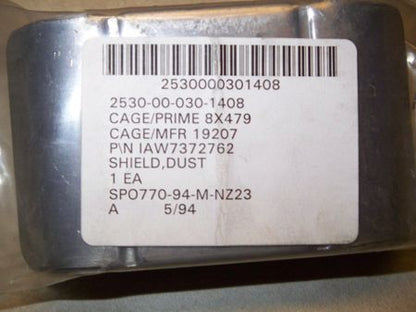 2530000301408
2530-00-030-1408
CAGE/PRIME 8X479
CAGE/MFR 19207
P\N IAW7372762
SHIELD,DUST
1 EA
SPO770-94-M-NZ23
A 5/94